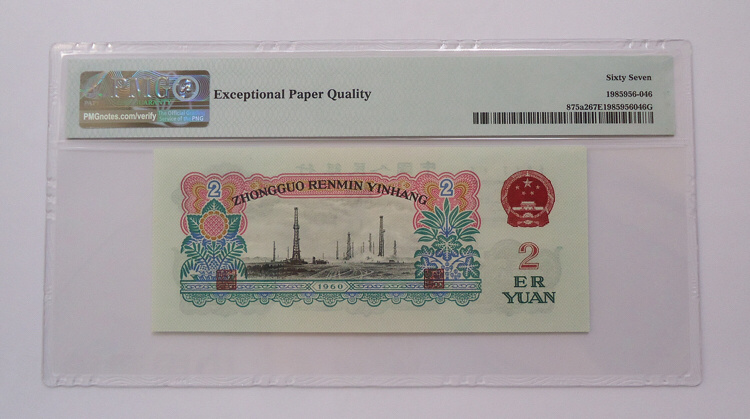 PMG
Exceptional Paper Quality
Sixty Seven
1985956-046
PMGnotes.com/verify
875a267E1985956046G
2
2
ZHONGGUO RENMIN YINHANG
2
ER
YUAN
1960